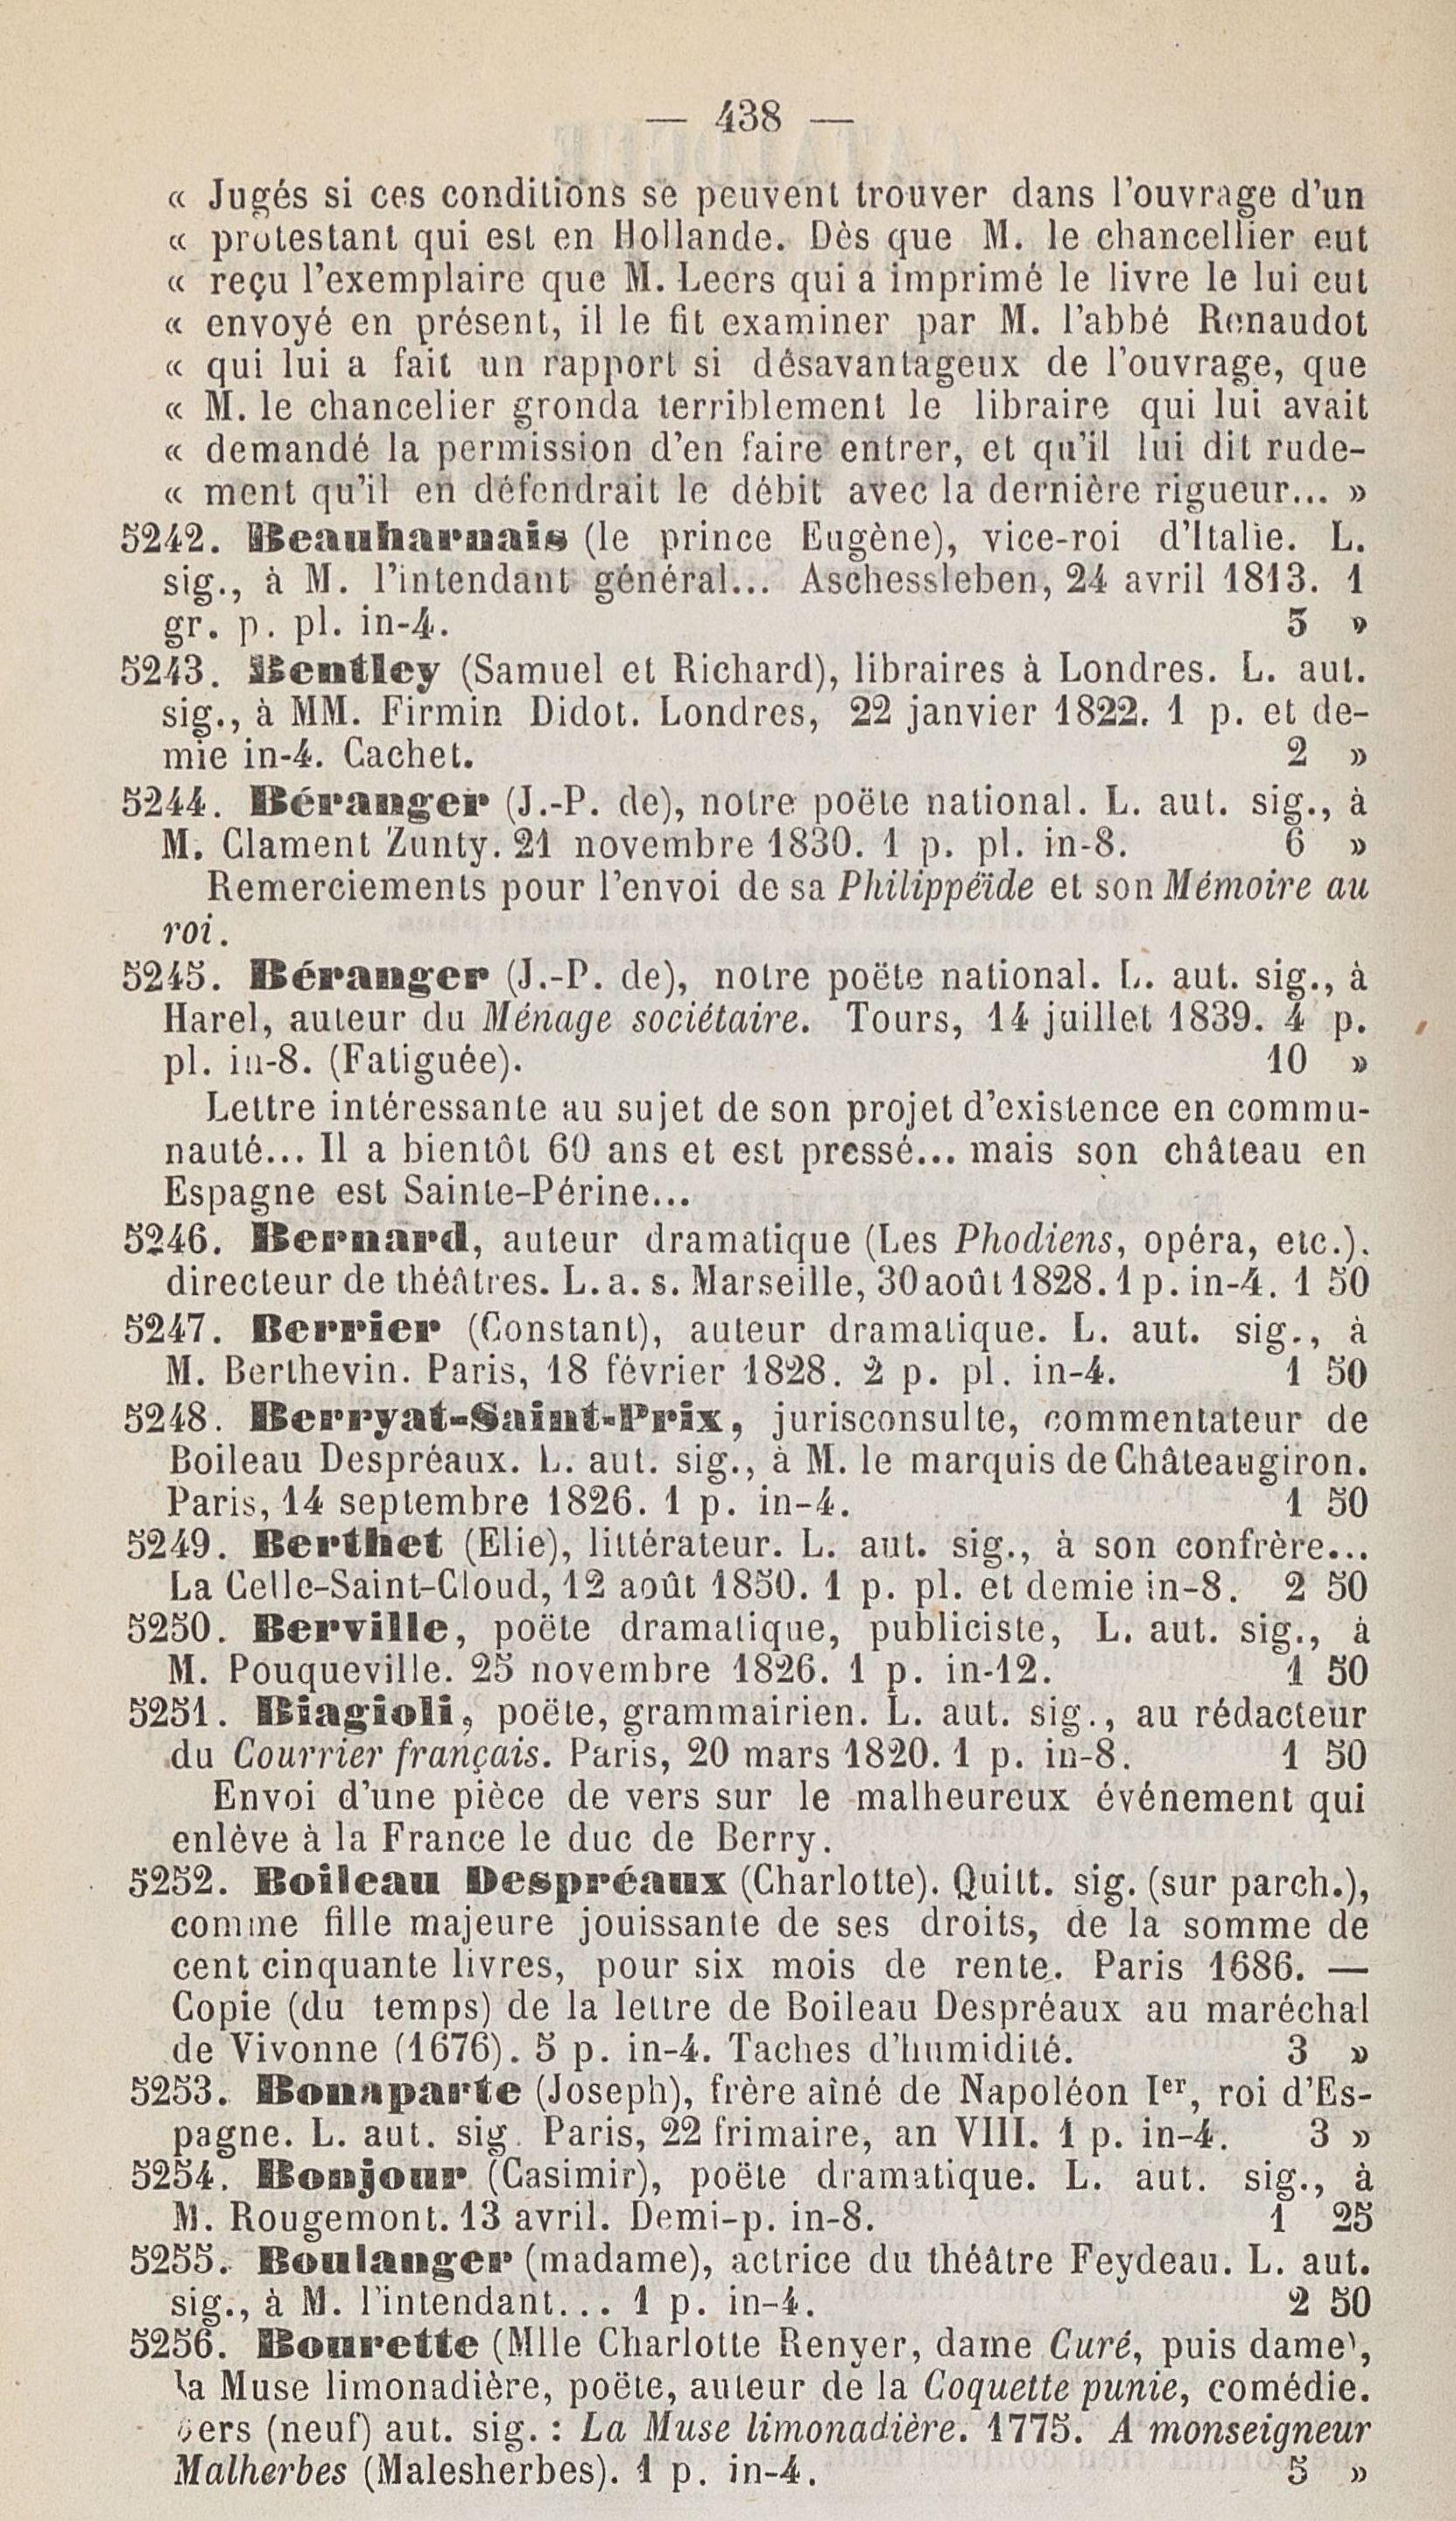 — 438 —
« Jugés si ces conditions se peuvent trouver dans l'ouvrage d'un
« protestant qui est en Hollande. Dès que M. le chancellier eut
« reçu l'exemplaire que M. Leers qui a imprimé le livre le lui eut
« envoyé en présent, il le fit examiner par M. l'abbé Renaudot
« qui lui a fait un rapport si désavantageux de l'ouvrage, que
« M. le chancelier gronda terriblement le libraire qui lui avait
« demandé la permission d'en faire entrer, et qu'il lui dit rude-
« ment qu'il en défendrait le débit avec la dernière rigueur... »
5242. Beauharnais (le prince Eugène), vice-roi d'Italie. L.
sig., à M. l'intendant général... Aschessleben, 24 avril 1813. 1
gr. p. pl. in-4. 5 »
5243. Bentley (Samuel et Richard), libraires à Londres. L. aut.
sig., à MM. Firmin Didot. Londres, 22 janvier 1822. 1 p. et de-
mie in-4. Cachet. 2 »
5244. Béranger (J.-P. de), notre poëte national. L. aut. sig., à
M. Clament Zunty. 21 novembre 1830. 1 p. pl. in-8. 6 »
Remerciements pour l'envoi de sa Philippéïde et son Mémoire au
roi.
5245. Béranger (J.-P. de), notre poëte national. L. aut. sig., à
Harel, auteur du Ménage sociétaire. Tours, 14 juillet 1839. 4 p.
pl. in-8. (Fatiguée). 10 »
Lettre intéressante au sujet de son projet d'existence en commu-
nauté... Il a bientôt 60 ans et est pressé... mais son château en
Espagne est Sainte-Périne...
5246. Bernard, auteur dramatique (Les Phodiens, opéra, etc.).
directeur de théâtres. L. a. s. Marseille, 30 août 1828. 1 p. in-4. 1 50
5247. Berrier (Constant), auteur dramatique. L. aut. sig., à
M. Berthevin. Paris, 18 février 1828. 2 p. pl. in-4. 1 50
5248. Berryat-Saint-Prix, jurisconsulte, commentateur de
Boileau Despréaux. L. aut. sig., à M. le marquis de Châteaugiron.
Paris, 14 septembre 1826. 1 p. in-4. 1 50
5249. Berthet (Elie), littérateur. L. aut. sig., à son confrère...
La Celle-Saint-Cloud, 12 août 1850. 1 p. pl. et demie in-8. 2 50
5250. Berville, poëte dramatique, publiciste, L. aut. sig., à
M. Pouqueville. 25 novembre 1826. 1 p. in-12. 1 50
5251. Biagioli, poëte, grammairien. L. aut. sig., au rédacteur
du Courrier français. Paris, 20 mars 1820. 1 p. in-8. 1 50
Envoi d'une pièce de vers sur le malheureux événement qui
enlève à la France le duc de Berry.
5252. Boileau Despréaux (Charlotte). Quitt. sig. (sur parch.),
comme fille majeure jouissante de ses droits, de la somme de
cent cinquante livres, pour six mois de rente. Paris 1686. —
Copie (du temps) de la lettre de Boileau Despréaux au maréchal
de Vivonne (1676). 5 p. in-4. Taches d'humidité. 3 »
5253. Bonaparte (Joseph), frère aîné de Napoléon Ier, roi d'Es-
pagne. L. aut. sig. Paris, 22 frimaire, an VIII. 1 p. in-4. 3 »
5254. Bonjour (Casimir), poëte dramatique. L. aut. sig., à
M. Rougemont. 13 avril. Demi-p. in-8. 1 25
5255. Boulanger (madame), actrice du théâtre Feydeau. L. aut.
sig., à M. l'intendant... 1 p. in-4. 2 50
5256. Bourette (Mlle Charlotte Renyer, dame Curé, puis dame),
la Muse limonadière, poëte, auteur de la Coquette punie, comédie.
vers (neuf) aut. sig. : La Muse limonadière. 1775. A monseigneur
Malherbes (Malesherbes). 1 p. in-4. 5 »